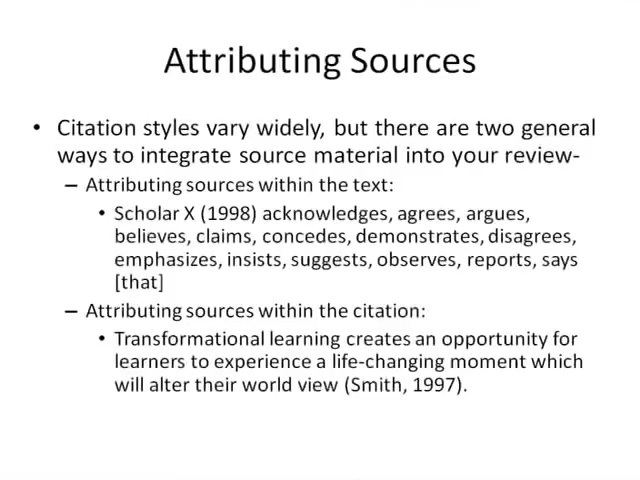 Attributing Sources
• Citation styles vary widely, but there are two general
ways to integrate source material into your review-
– Attributing sources within the text:
• Scholar X (1998) acknowledges, agrees, argues,
believes, claims, concedes, demonstrates, disagrees,
emphasizes, insists, suggests, observes, reports, says
[that]
– Attributing sources within the citation:
• Transformational learning creates an opportunity for
learners to experience a life-changing moment which
will alter their world view (Smith, 1997).